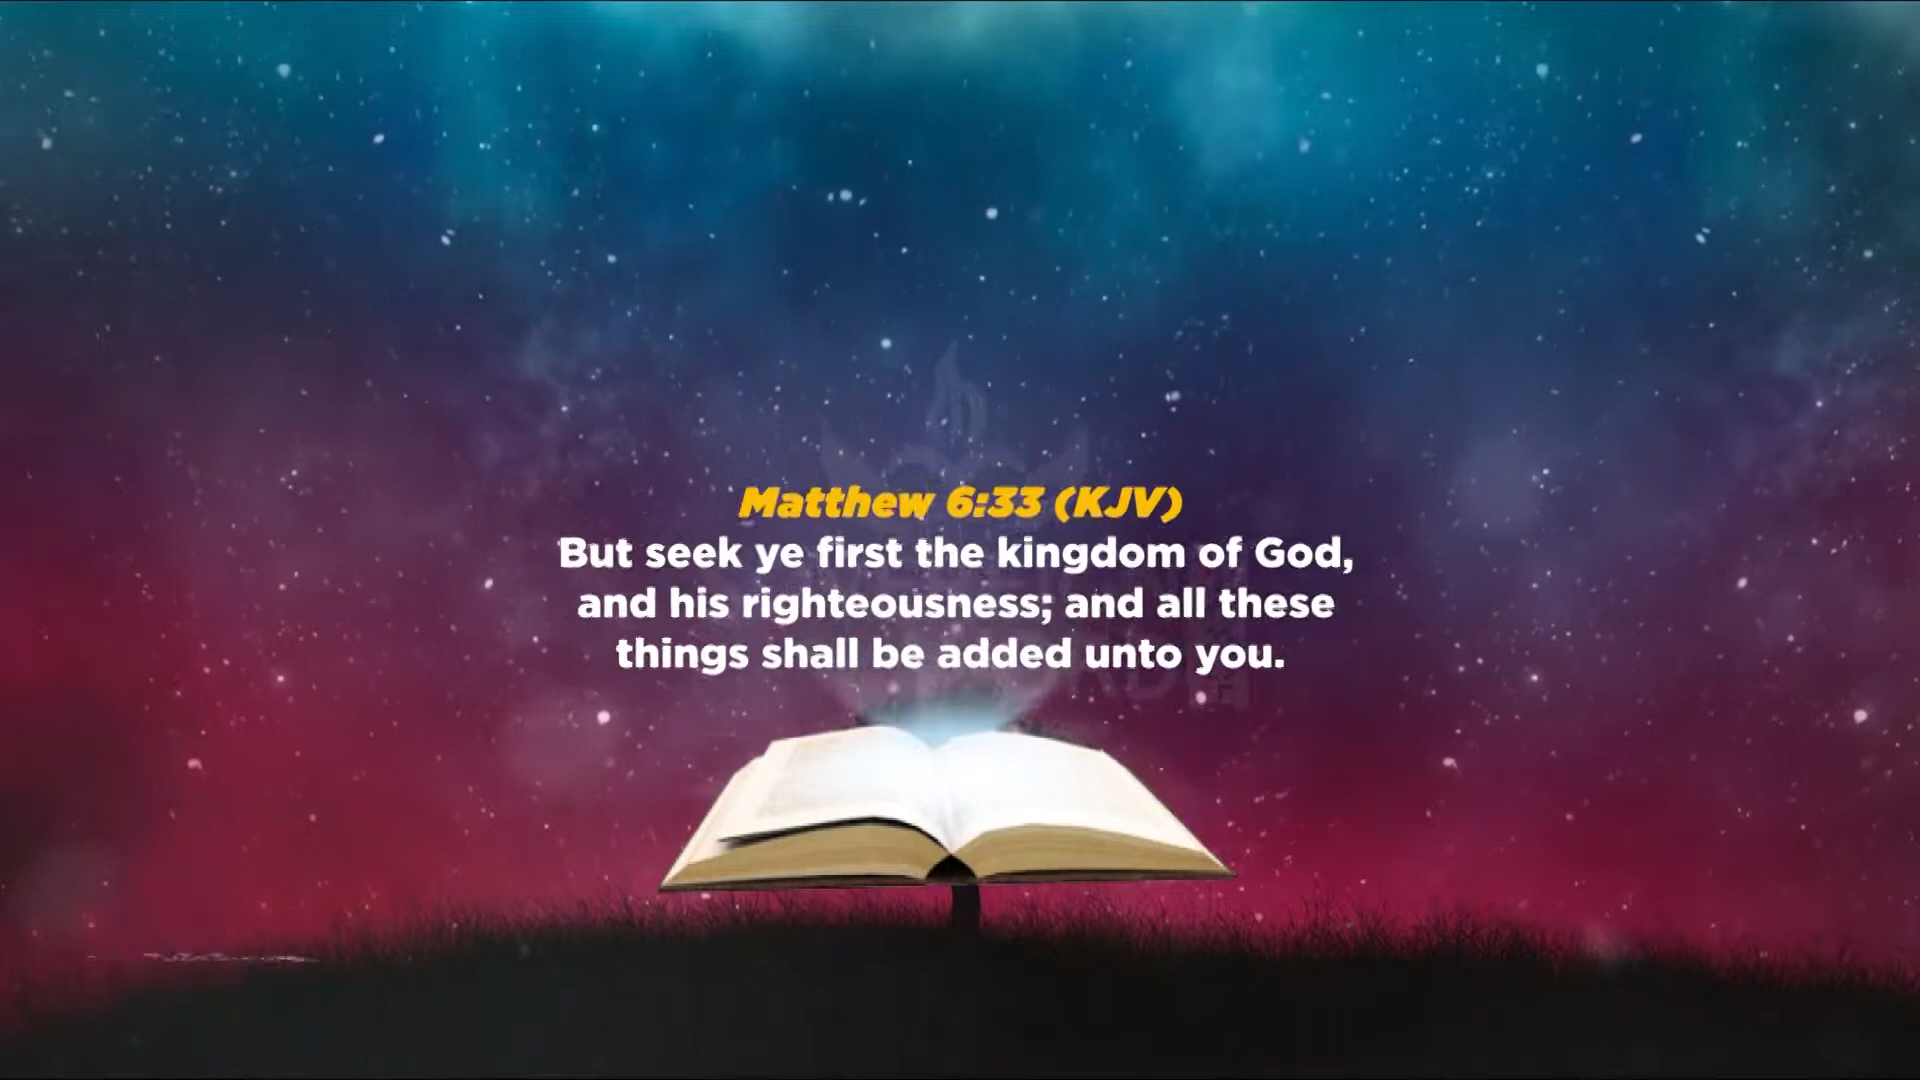 Matthew 6:33 (KJV)
But seek ye first the kingdom of God,
and his righteousness; and all these
things shall be added unto you.